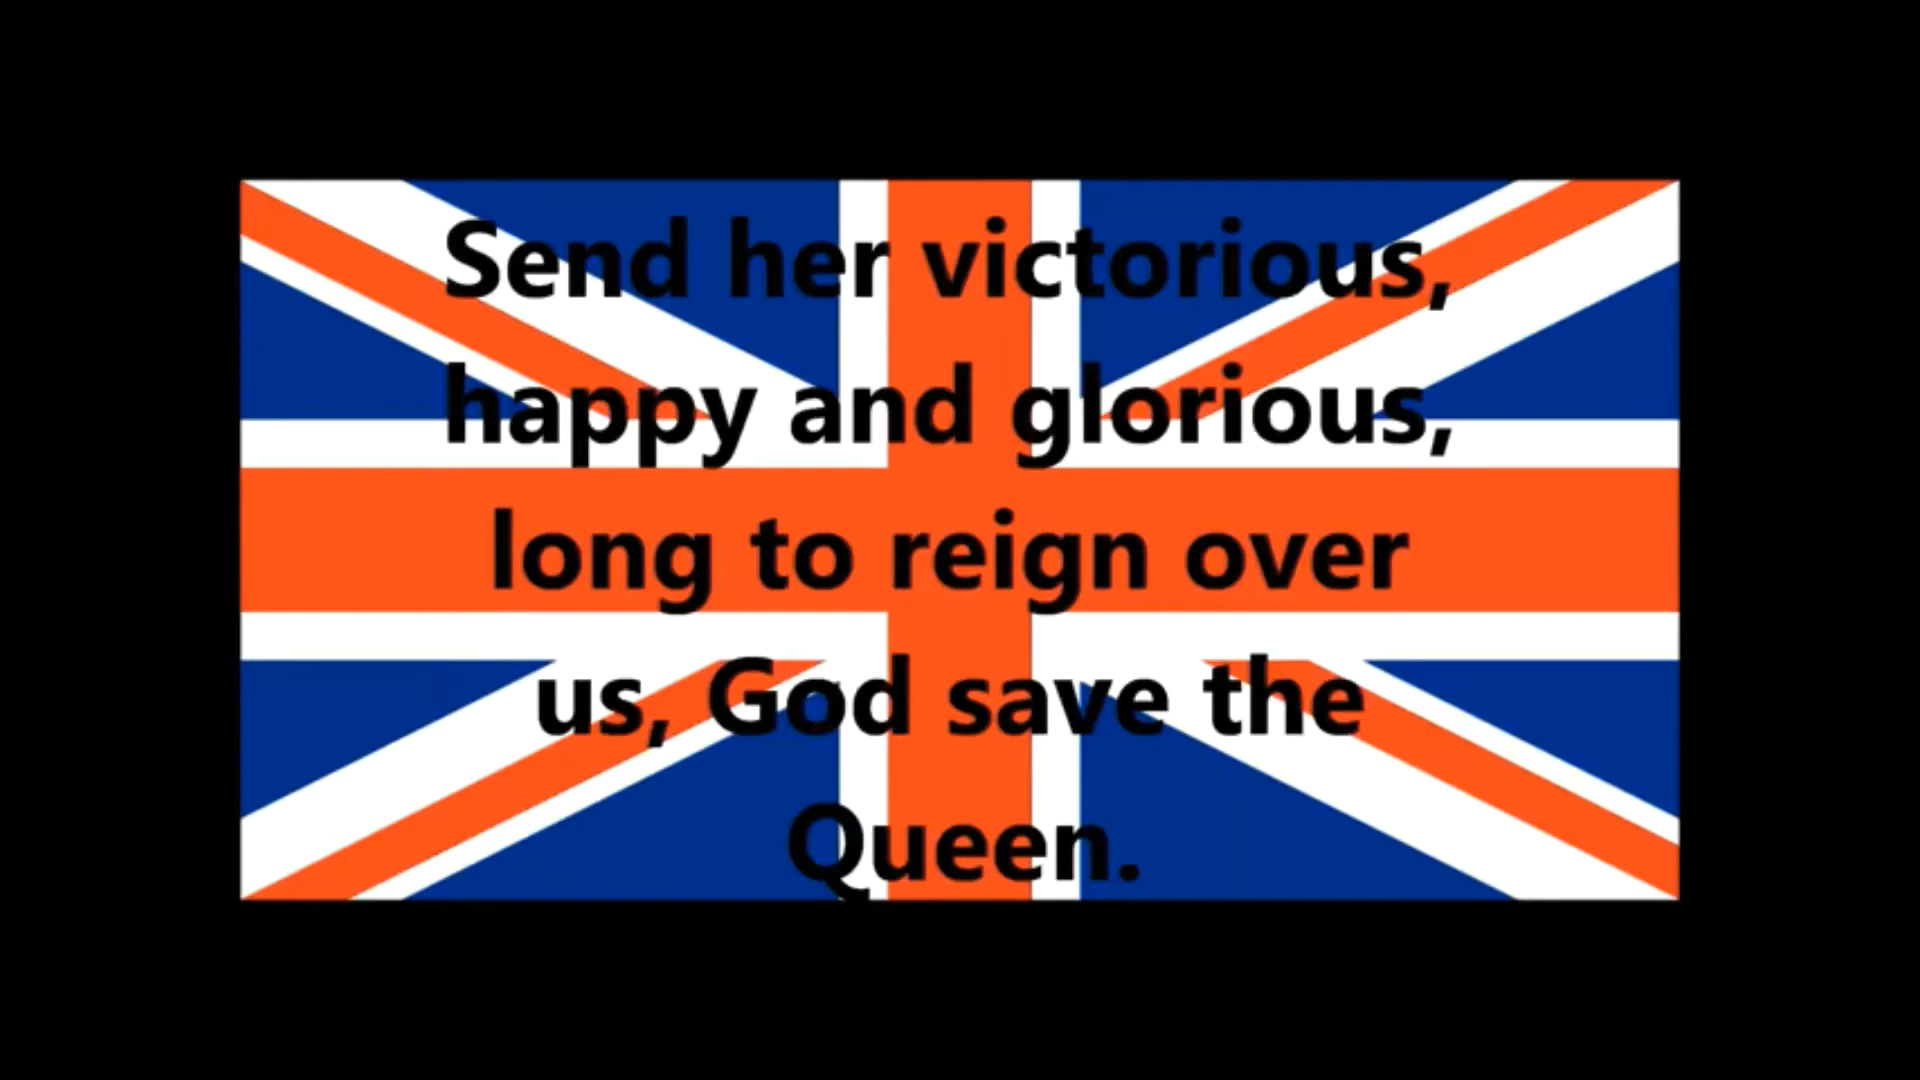 Send her victorious,
happy and glorious,
long to reign over
us, God save the
Queen.